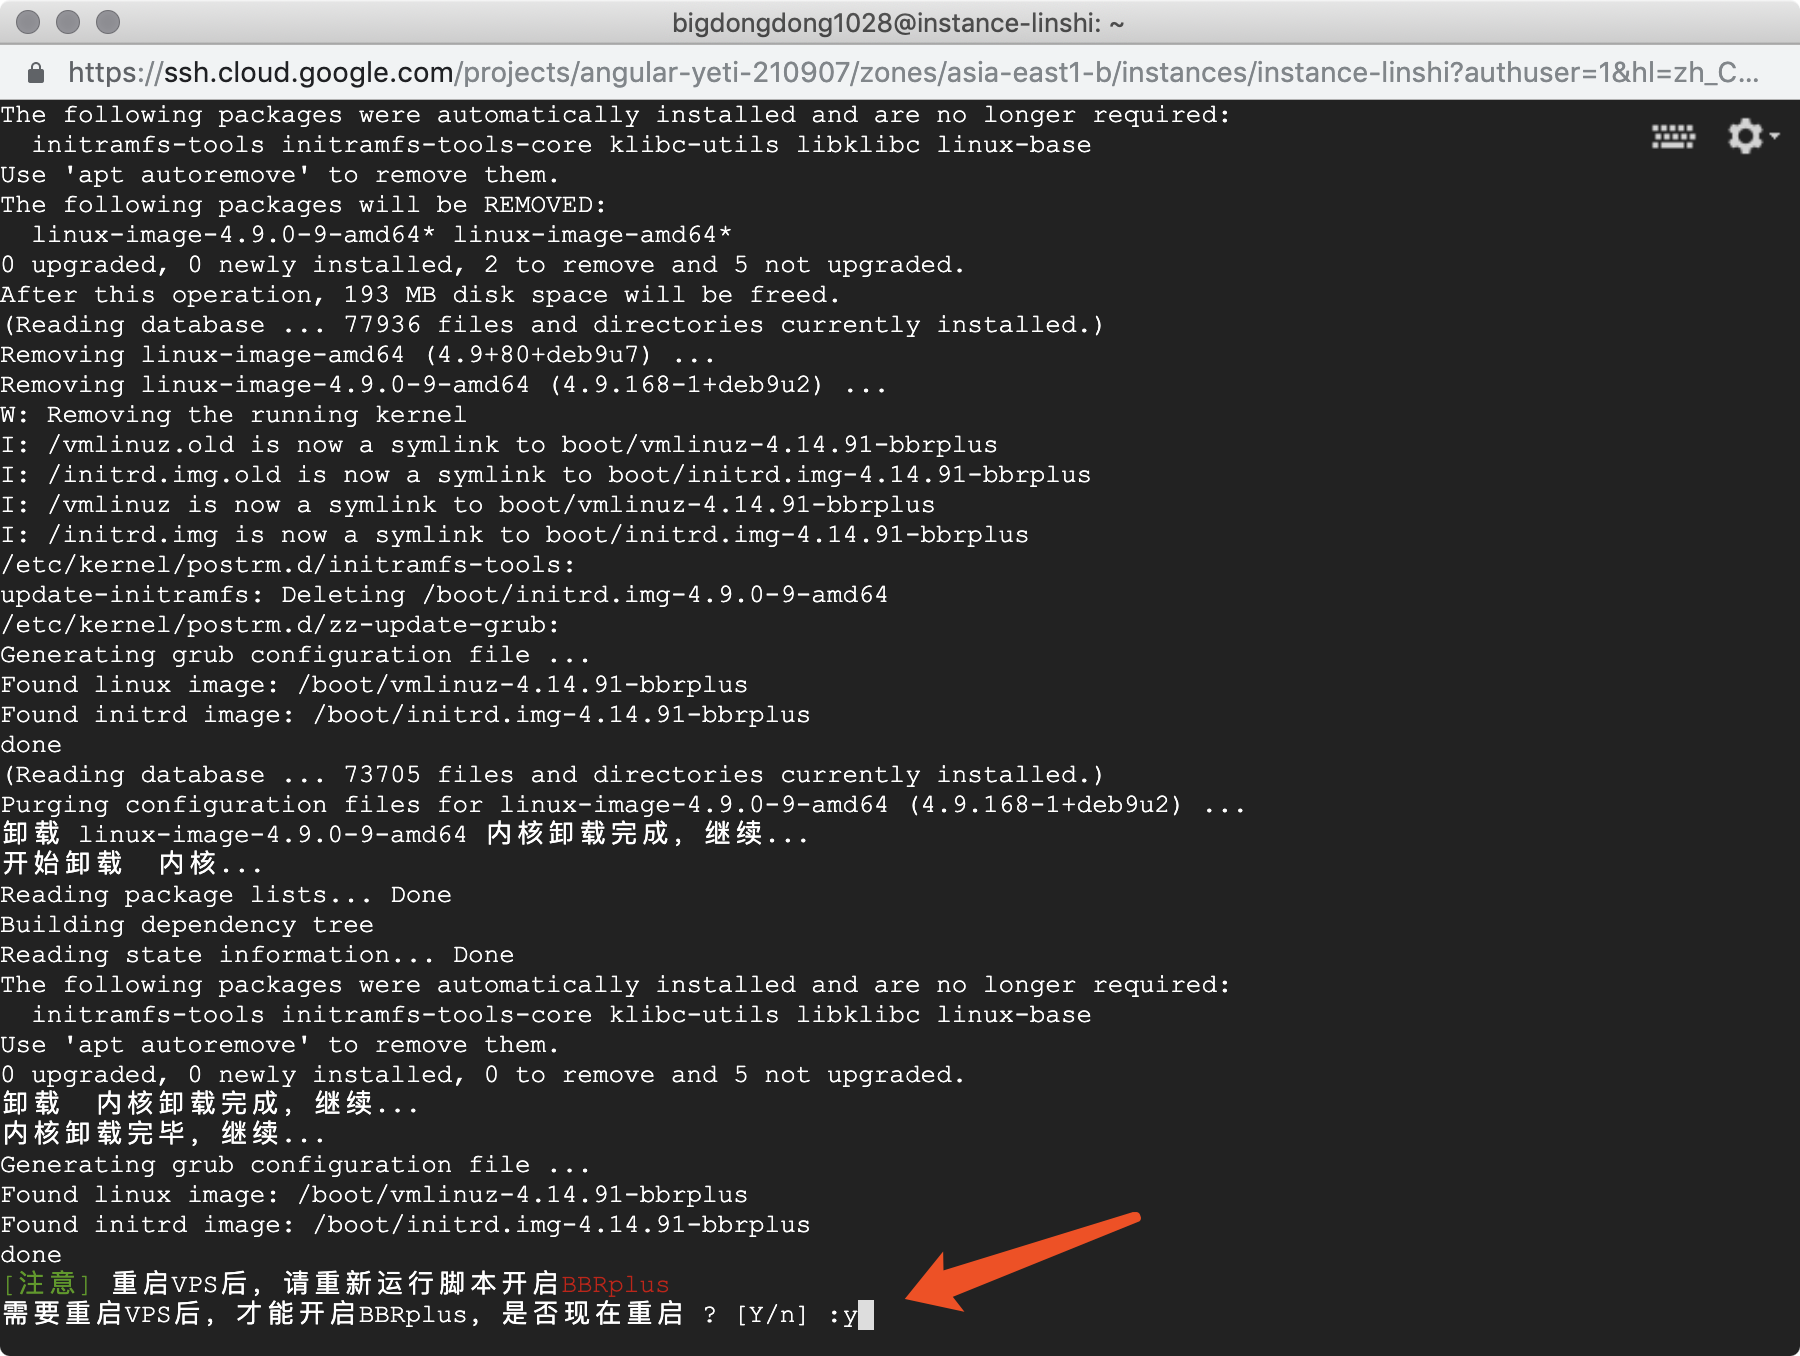 bigdongdong1028@instance-linshi: ~
https://ssh.cloud.google.com/projects/angular-yeti-210907/zones/asia-east1-b/instances/instance-linshi?authuser=1&hl=zh_C...
The following packages were automatically installed and are no longer required:
  initramfs-tools initramfs-tools-core klibc-utils libklibc linux-base
Use 'apt autoremove' to remove them.
The following packages will be REMOVED:
  linux-image-4.9.0-9-amd64* linux-image-amd64*
0 upgraded, 0 newly installed, 2 to remove and 5 not upgraded.
After this operation, 193 MB disk space will be freed.
(Reading database ... 77936 files and directories currently installed.)
Removing linux-image-amd64 (4.9+80+deb9u7) ...
Removing linux-image-4.9.0-9-amd64 (4.9.168-1+deb9u2) ...
W: Removing the running kernel
I: /vmlinuz.old is now a symlink to boot/vmlinuz-4.14.91-bbrplus
I: /initrd.img.old is now a symlink to boot/initrd.img-4.14.91-bbrplus
I: /vmlinuz is now a symlink to boot/vmlinuz-4.14.91-bbrplus
I: /initrd.img is now a symlink to boot/initrd.img-4.14.91-bbrplus
/etc/kernel/postrm.d/initramfs-tools:
update-initramfs: Deleting /boot/initrd.img-4.9.0-9-amd64
/etc/kernel/postrm.d/zz-update-grub:
Generating grub configuration file ...
Found linux image: /boot/vmlinuz-4.14.91-bbrplus
Found initrd image: /boot/initrd.img-4.14.91-bbrplus
done
(Reading database ... 73705 files and directories currently installed.)
Purging configuration files for linux-image-4.9.0-9-amd64 (4.9.168-1+deb9u2) ...
卸载 linux-image-4.9.0-9-amd64 内核卸载完成，继续...
开始卸载  内核...
Reading package lists... Done
Building dependency tree
Reading state information... Done
The following packages were automatically installed and are no longer required:
  initramfs-tools initramfs-tools-core klibc-utils libklibc linux-base
Use 'apt autoremove' to remove them.
0 upgraded, 0 newly installed, 0 to remove and 5 not upgraded.
卸载  内核卸载完成，继续...
内核卸载完毕，继续...
Generating grub configuration file ...
Found linux image: /boot/vmlinuz-4.14.91-bbrplus
Found initrd image: /boot/initrd.img-4.14.91-bbrplus
done
[注意] 重启VPS后，请重新运行脚本开启BBRplus
需要重启VPS后，才能开启BBRplus，是否现在重启 ? [Y/n] :y